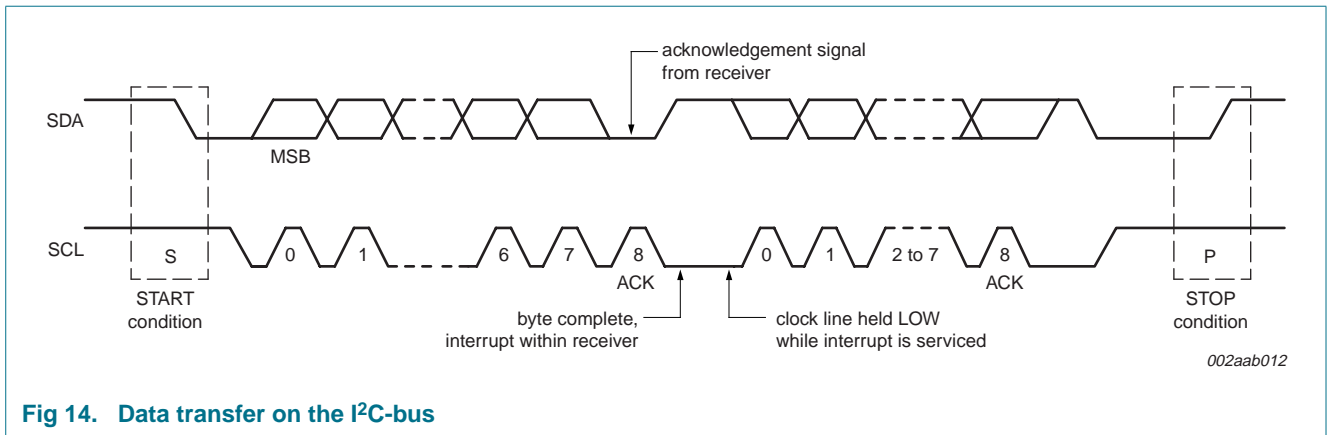 acknowledgement signal
from receiver
SDA
MSB
SCL
S
0
1
6
7
8
0
1
2 to 7
8
P
ACK
ACK
START
condition
byte complete,
interrupt within receiver
clock line held LOW
while interrupt is serviced
STOP
condition
002aab012
Fig 14. Data transfer on the I²C-bus